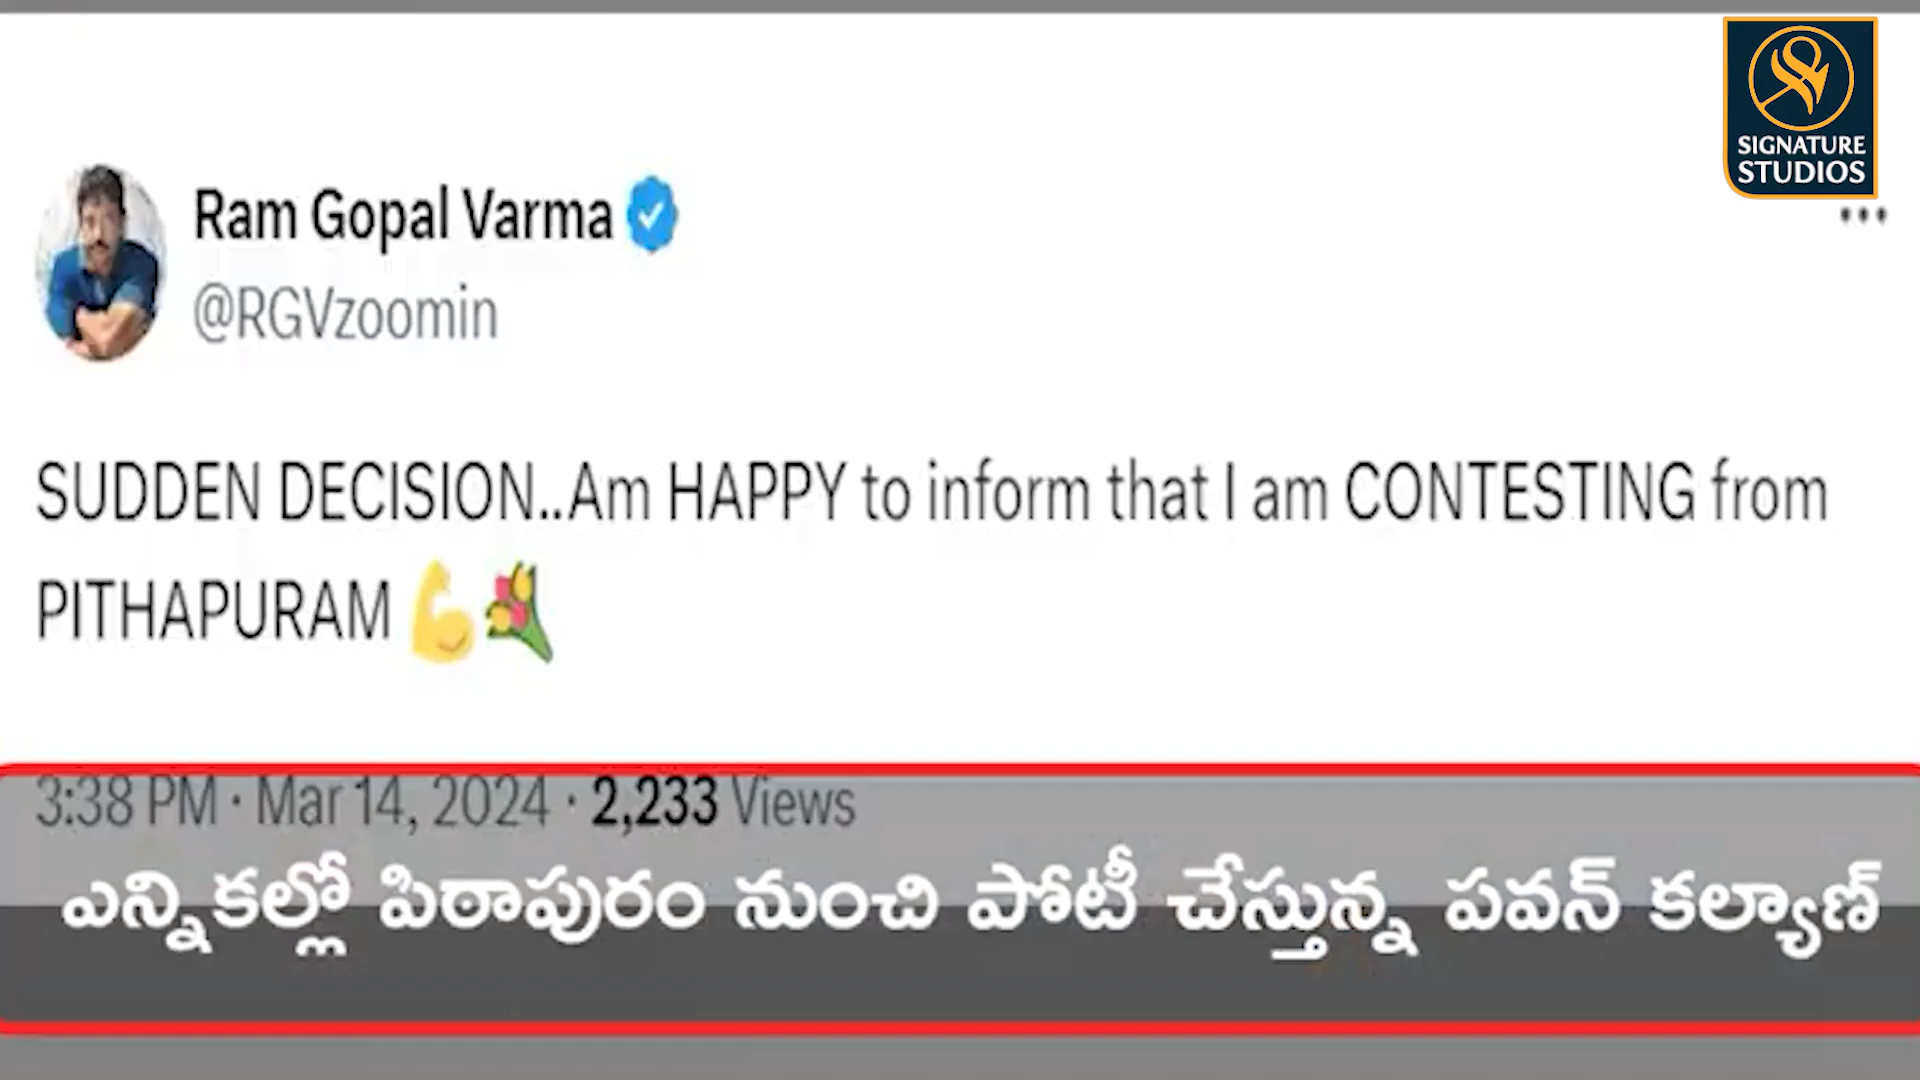 SIGNATURE
STUDIOS
Ram Gopal Varma
@RGVzoomin
SUDDEN DECISION..Am HAPPY to inform that I am CONTESTING from
PITHAPURAM 💪💐
3:38 PM · Mar 14, 2024 · 2,233 Views
ఎన్నికల్లో పిఠాపురం నుంచి పోటీ చేస్తున్న పవన్ కల్యాణ్